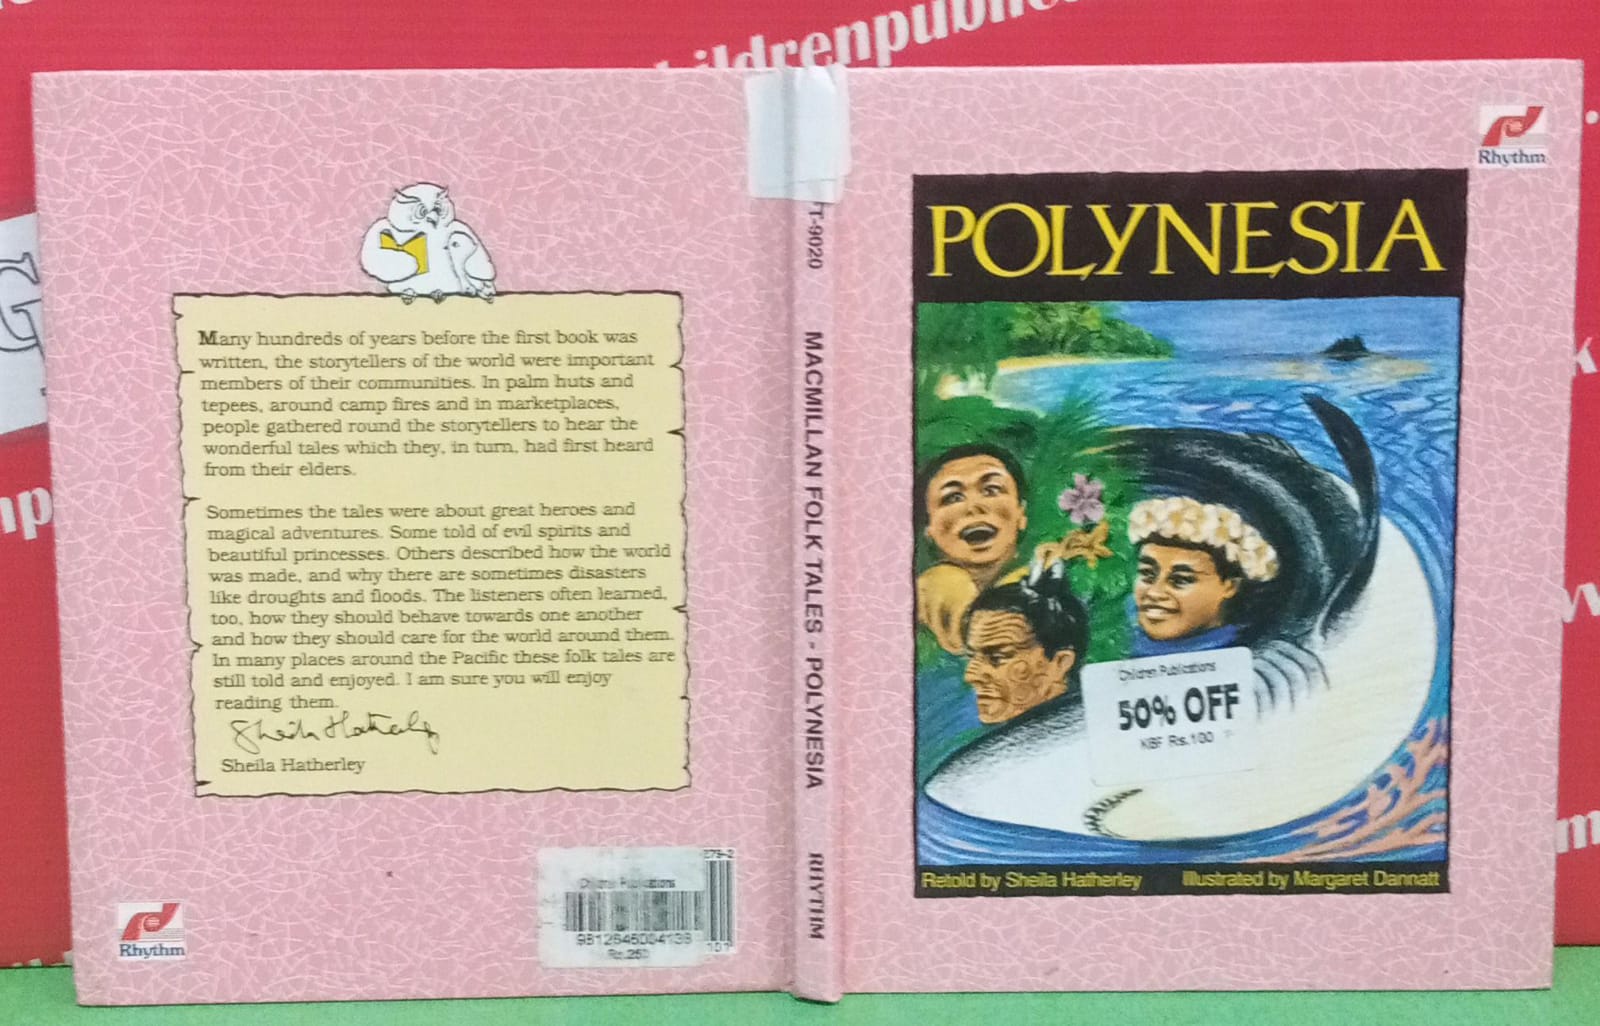 ildrenpublic
Many hundreds of years before the first book was
written, the storytellers of the world were important
members of their communities. In palm huts and
tepees, around camp fires and in marketplaces,
people gathered round the storytellers to hear the
wonderful tales which they, in turn, had first heard
from their elders.
Sometimes the tales were about great heroes and
magical adventures. Some told of evil spirits and
beautiful princesses. Others described how the world
was made, and why there are sometimes disasters
like droughts and floods. The listeners often learned,
too, how they should behave towards one another
and how they should care for the world around them.
In many places around the Pacific these folk tales are
still told and enjoyed. I am sure you will enjoy
reading them.
Sheila Hatherley
Sheila Hatherley
Rhythm
Children Publications
9812646004138
Rs.250
279-2
101
T-9020
MACMILLAN FOLK TALES - POLYNESIA
RHYTHM
Rhythm
POLYNESIA
Children Publications
50% OFF
KBF Rs.100
Retold by Sheila Hatherley
Illustrated by Margaret Dannatt